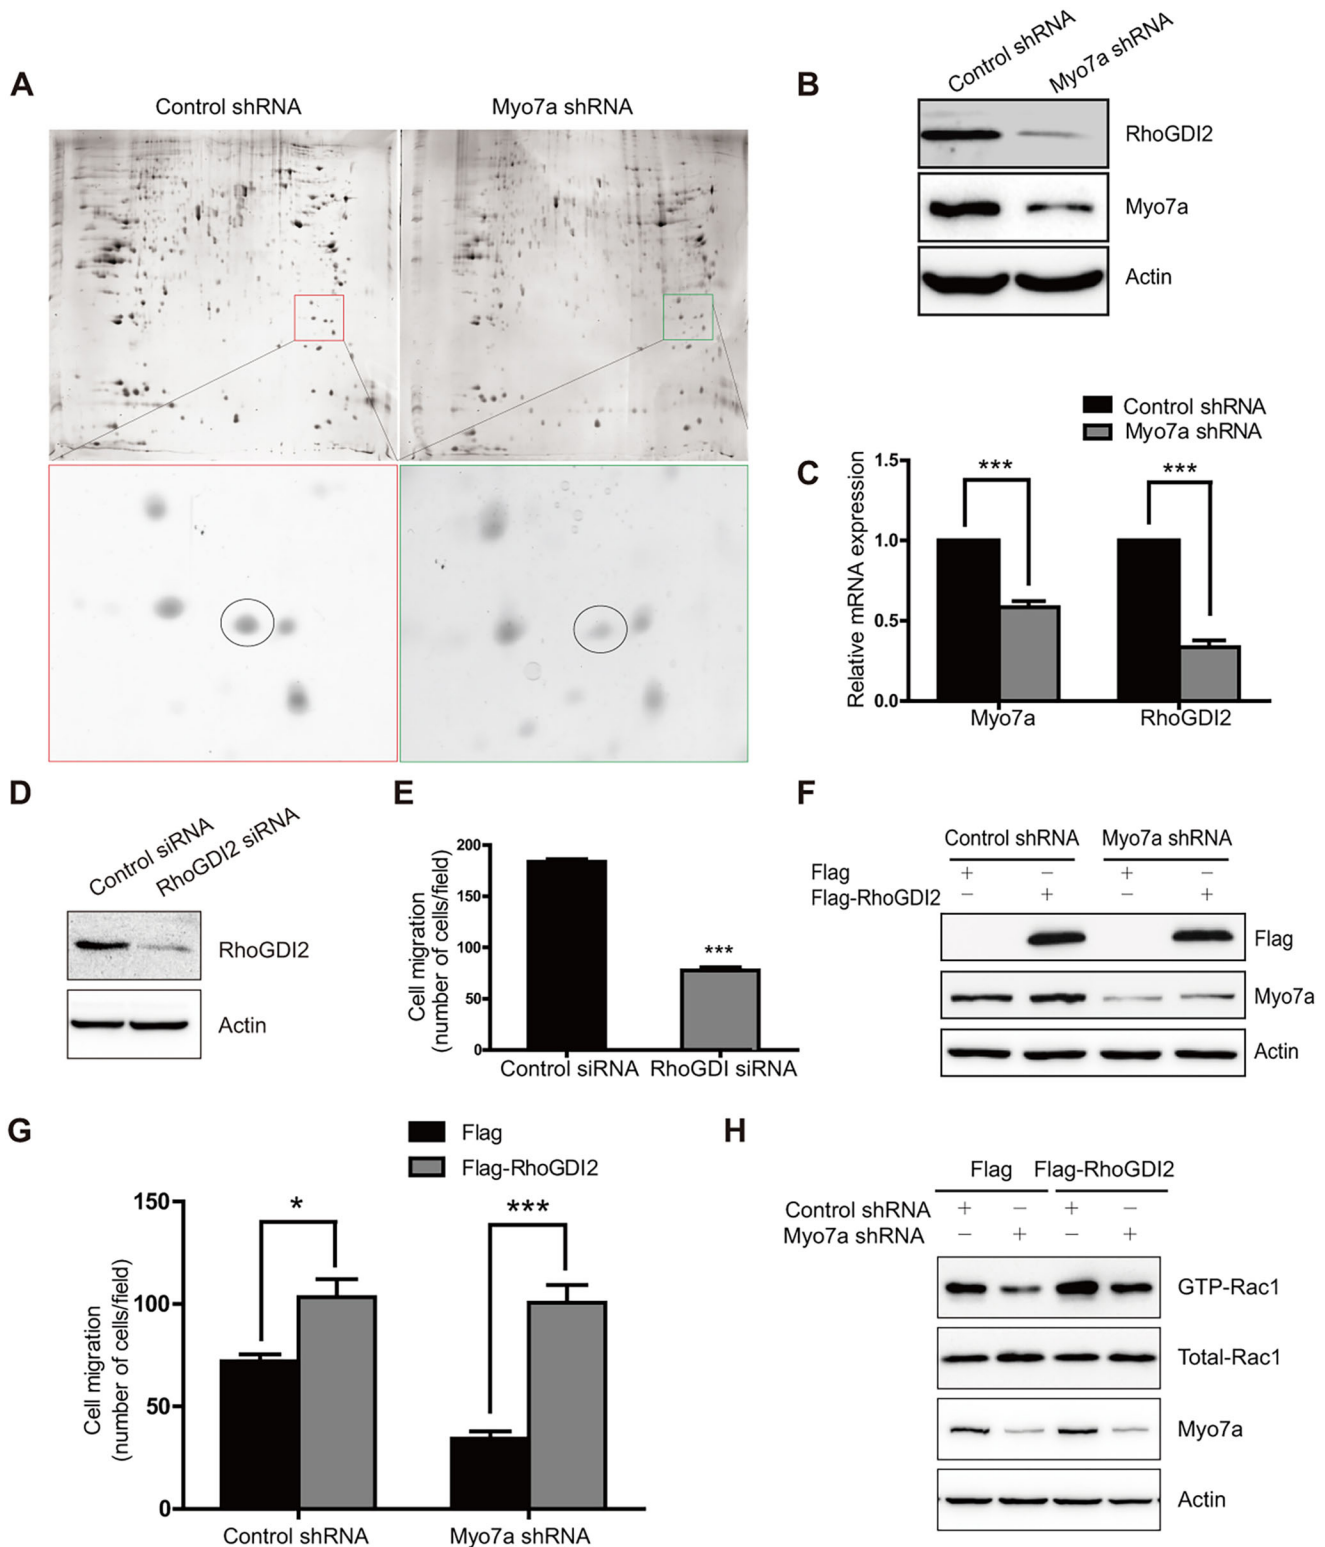 A
Control shRNA
Myo7a shRNA
B
Control shRNA
Myo7a shRNA
RhoGDI2
Myo7a
Actin
C
Control shRNA
Myo7a shRNA
Relative mRNA expression
1.5
1.0
0.5
0.0
***
***
Myo7a
RhoGDI2
D
Control siRNA
RhoGDI2 siRNA
RhoGDI2
Actin
E
Cell migration
(number of cells/field)
200
150
100
50
0
***
Control siRNA
RhoGDI siRNA
F
Control shRNA Myo7a shRNA
Flag + − + −
Flag-RhoGDI2 − + − +
Flag
Myo7a
Actin
G
Flag
Flag-RhoGDI2
Cell migration
(number of cells/field)
150
100
50
0
*
***
Control shRNA
Myo7a shRNA
H
Flag Flag-RhoGDI2
Control shRNA + − + −
Myo7a shRNA − + − +
GTP-Rac1
Total-Rac1
Myo7a
Actin